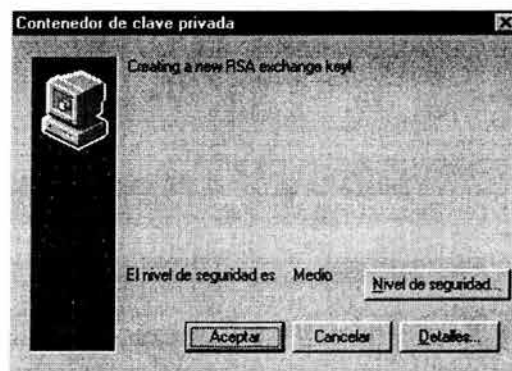 Contenedor de clave privada
Creating a new RSA exchange key!
El nivel de seguridad es Medio
Nivel de seguridad...
Aceptar Cancelar Detalles...